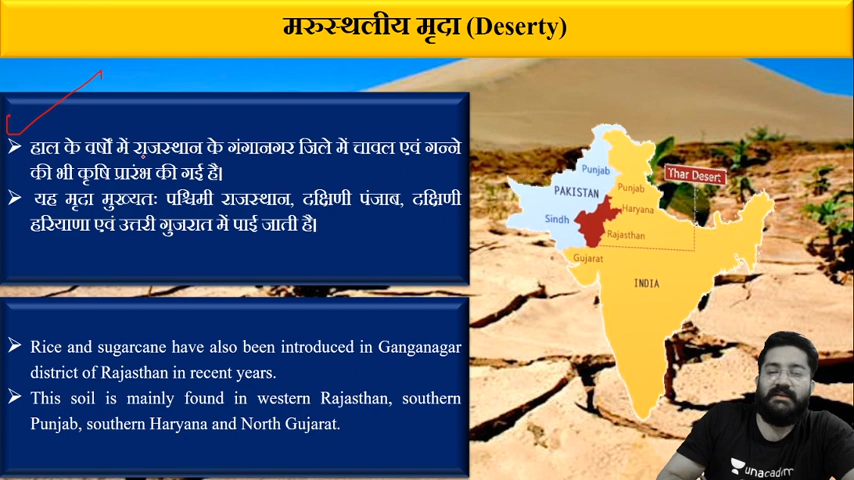 मरुस्थलीय मृदा (Deserty)
➢ हाल के वर्षों में राजस्थान के गंगानगर जिले में चावल एवं गन्ने
की भी कृषि प्रारंभ की गई है।
➢ यह मृदा मुख्यतः पश्चिमी राजस्थान, दक्षिणी पंजाब, दक्षिणी
हरियाणा एवं उत्तरी गुजरात में पाई जाती है।
➢ Rice and sugarcane have also been introduced in Ganganagar
district of Rajasthan in recent years.
➢ This soil is mainly found in western Rajasthan, southern
Punjab, southern Haryana and North Gujarat.
Punjab
Thar Desert
PAKISTAN
Punjab
Haryana
Sindh
Rajasthan
Gujarat
INDIA
unacademy